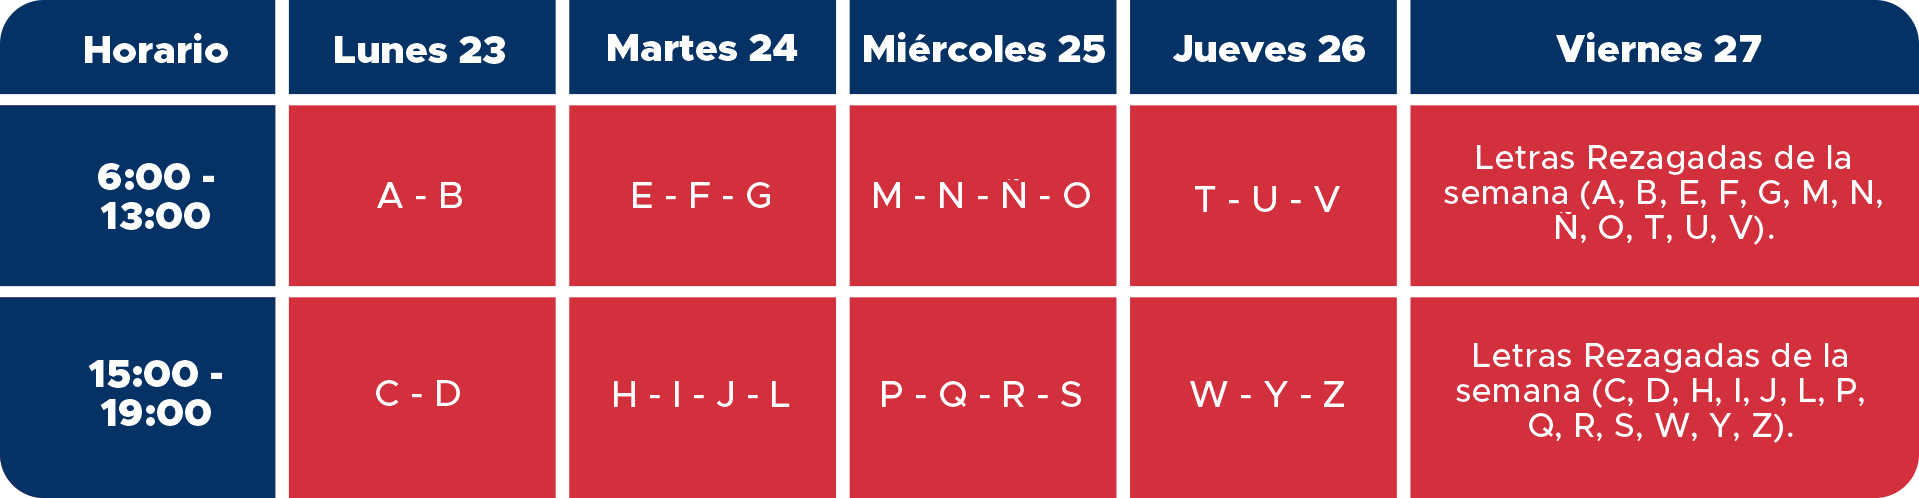 Horario
Lunes 23
Martes 24
Miércoles 25
Jueves 26
Viernes 27
6:00 -
13:00
A - B
E - F - G
M - N - Ñ - O
T - U - V
Letras Rezagadas de la
semana (A, B, E, F, G, M, N,
Ñ, O, T, U, V).
15:00 -
19:00
C - D
H - I - J - L
P - Q - R - S
W - Y - Z
Letras Rezagadas de la
semana (C, D, H, I, J, L, P,
Q, R, S, W, Y, Z).